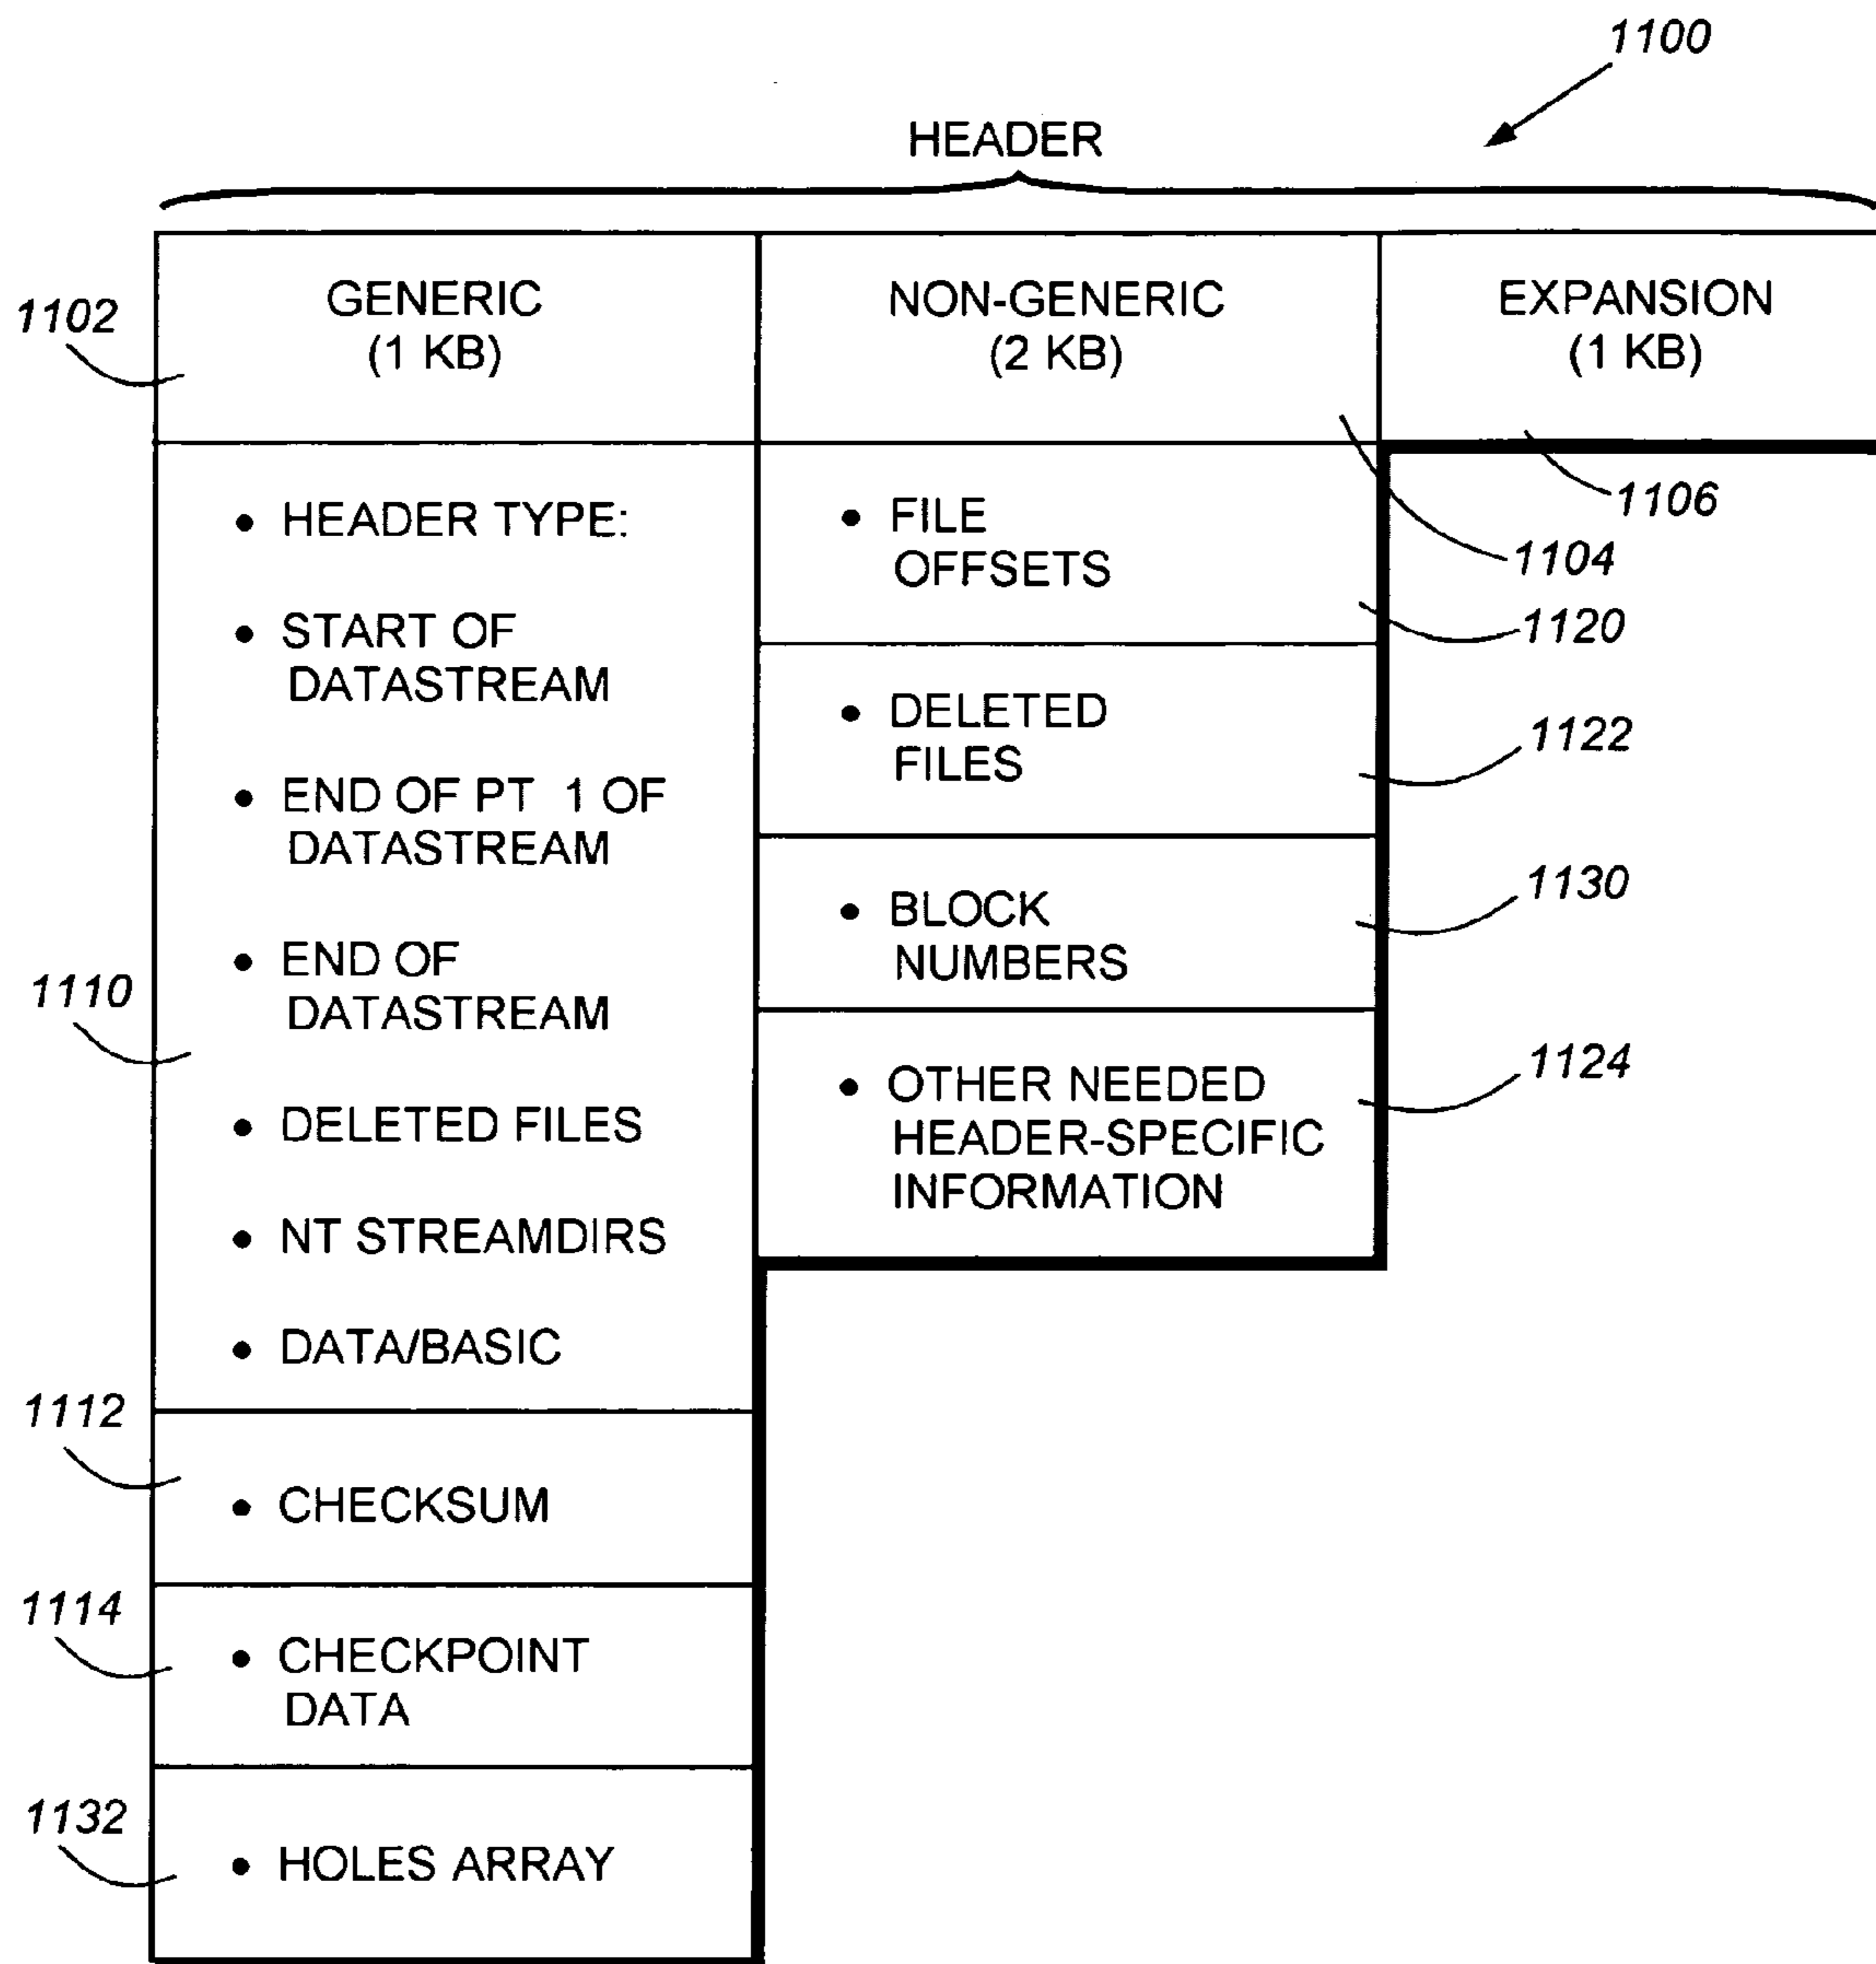 1100
HEADER
1102
GENERIC
(1 KB)
NON-GENERIC
(2 KB)
EXPANSION
(1 KB)
1106
1104
1110
• HEADER TYPE:
• START OF
DATASTREAM
• END OF PT 1 OF
DATASTREAM
• END OF
DATASTREAM
• DELETED FILES
• NT STREAMDIRS
• DATA/BASIC
1112
• CHECKSUM
1114
• CHECKPOINT
DATA
1132
• HOLES ARRAY
• FILE
OFFSETS
1120
• DELETED
FILES
1122
• BLOCK
NUMBERS
1130
• OTHER NEEDED
HEADER-SPECIFIC
INFORMATION
1124